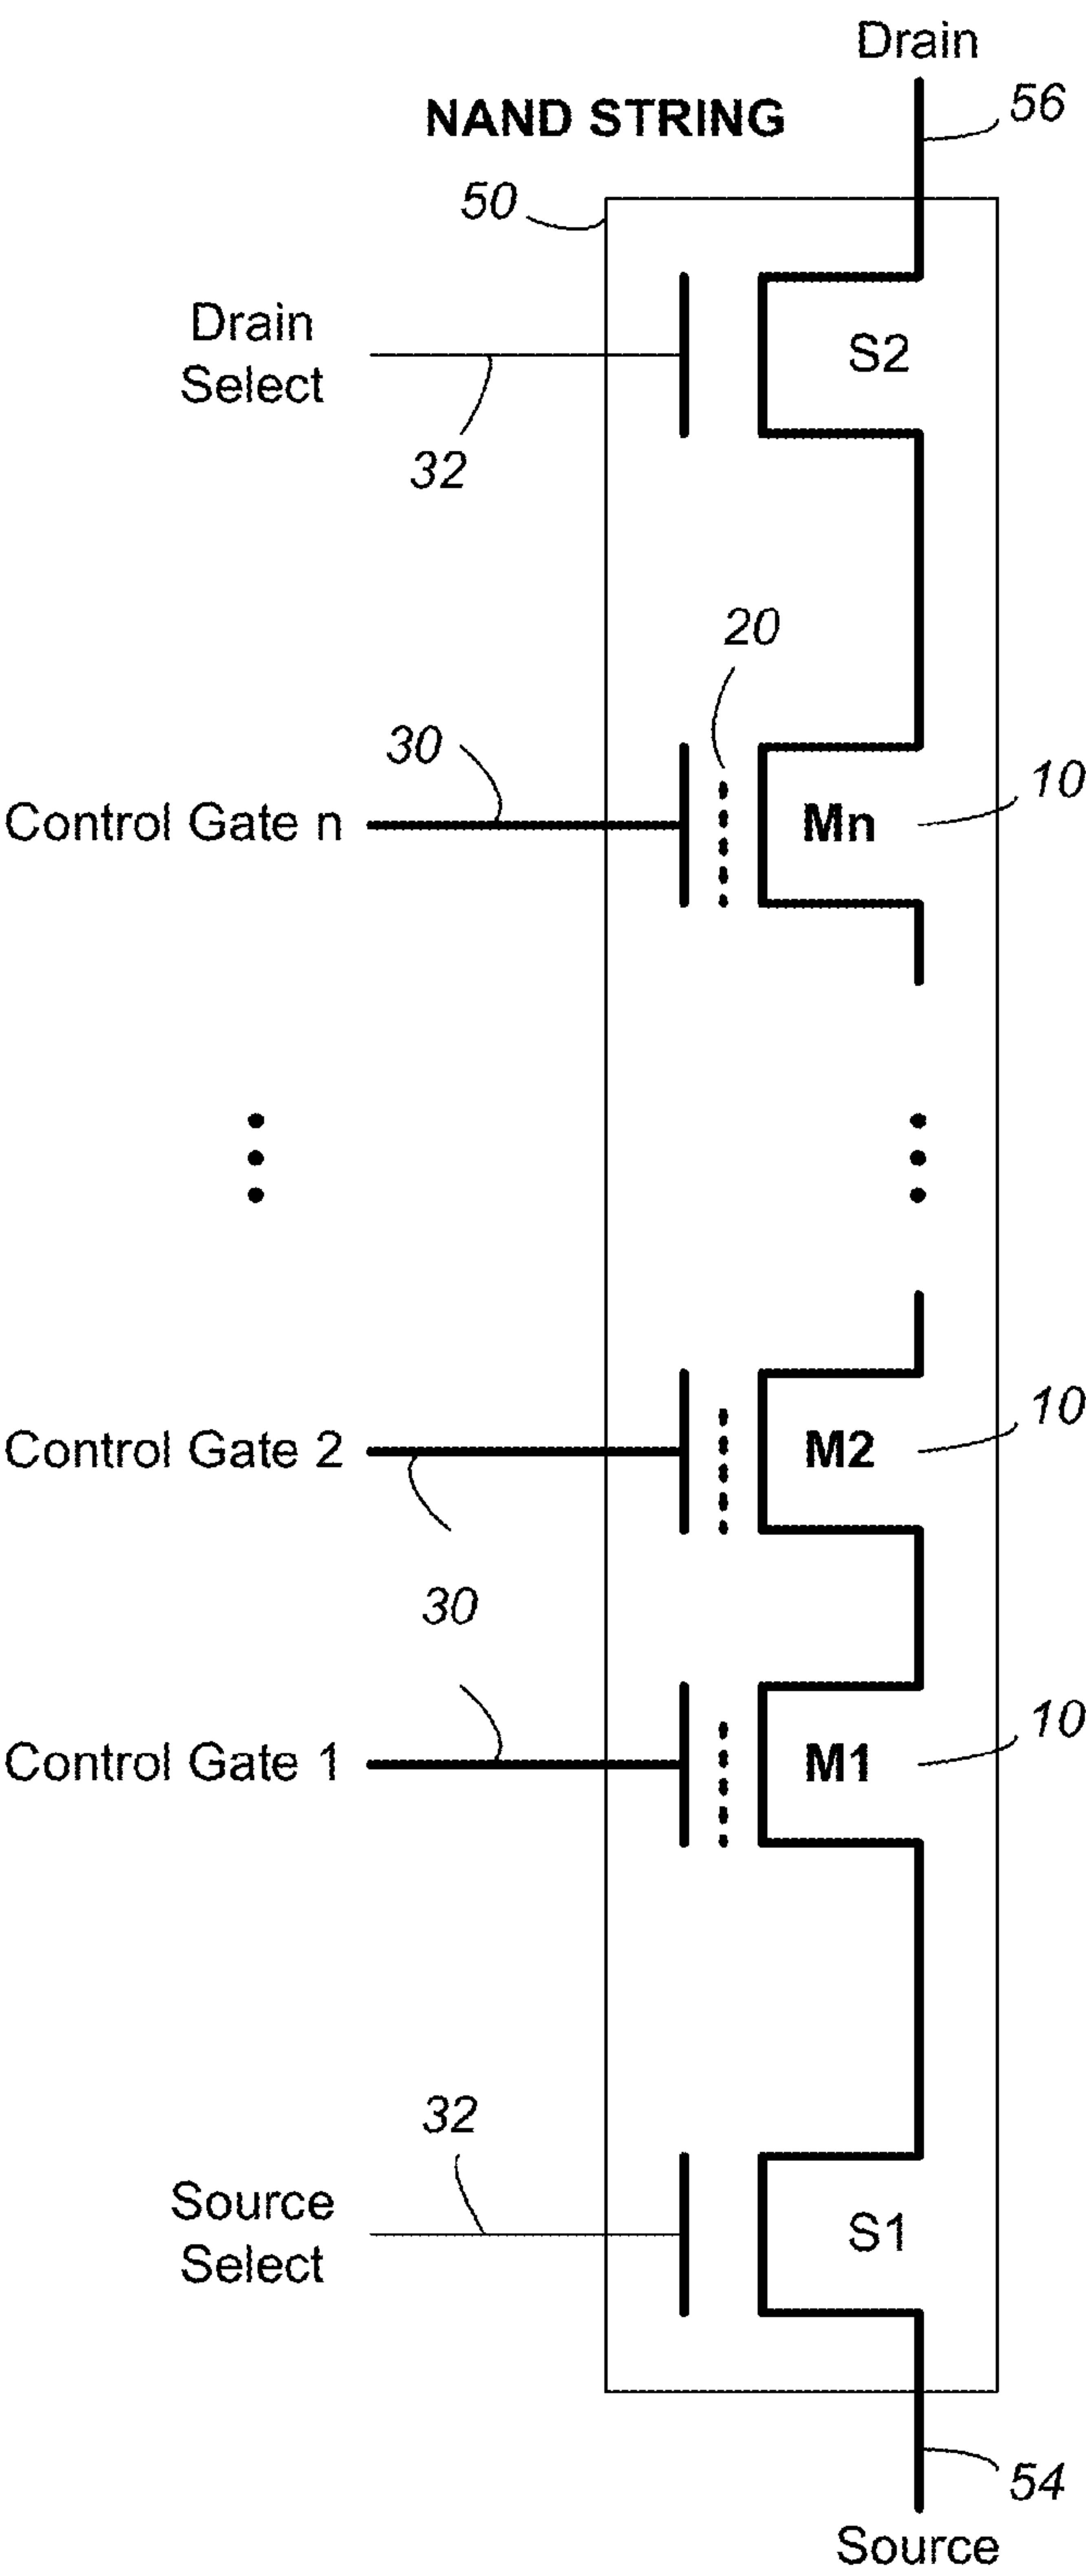 Drain
56
NAND STRING
50
Drain
Select
S2
32
20
30
10
Control Gate n
Mn
10
Control Gate 2
M2
30
10
Control Gate 1
M1
32
Source
Select
S1
54
Source